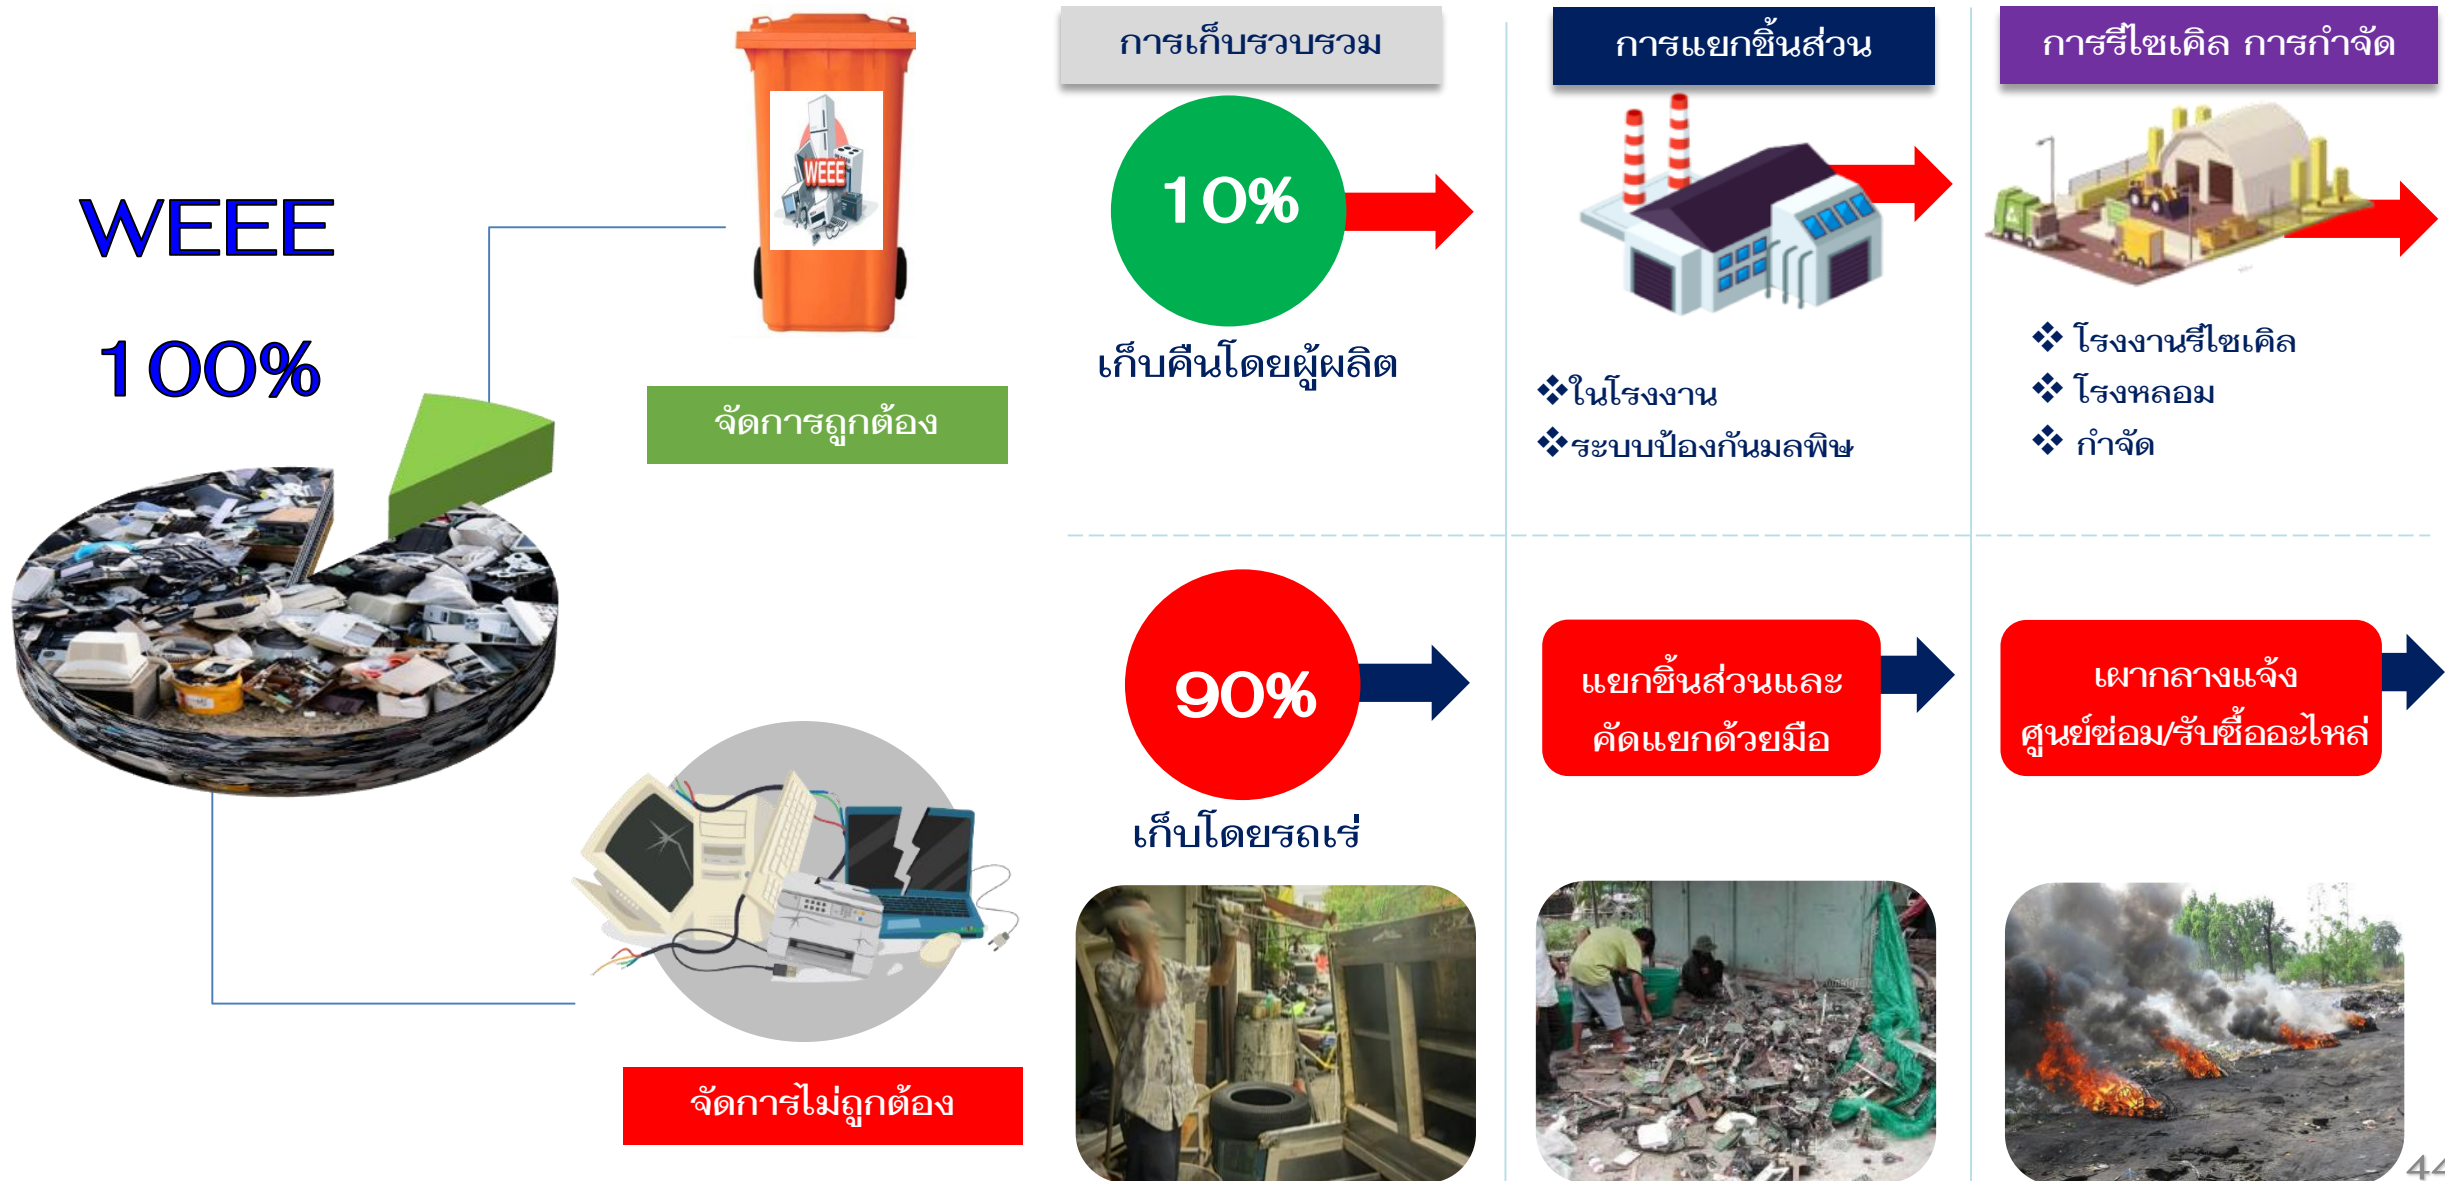 WEEE
100%
WEEE
จัดการถูกต้อง
จัดการไม่ถูกต้อง
การเก็บรวบรวม
การแยกชิ้นส่วน
การรีไซเคิล การกำจัด
10%
เก็บคืนโดยผู้ผลิต
❖ในโรงงาน
❖ระบบป้องกันมลพิษ
❖ โรงงานรีไซเคิล
❖ โรงหลอม
❖ กำจัด
90%
เก็บโดยรถเร่
แยกชิ้นส่วนและ
คัดแยกด้วยมือ
เผากลางแจ้ง
ศูนย์ซ่อม/รับซื้ออะไหล่
44